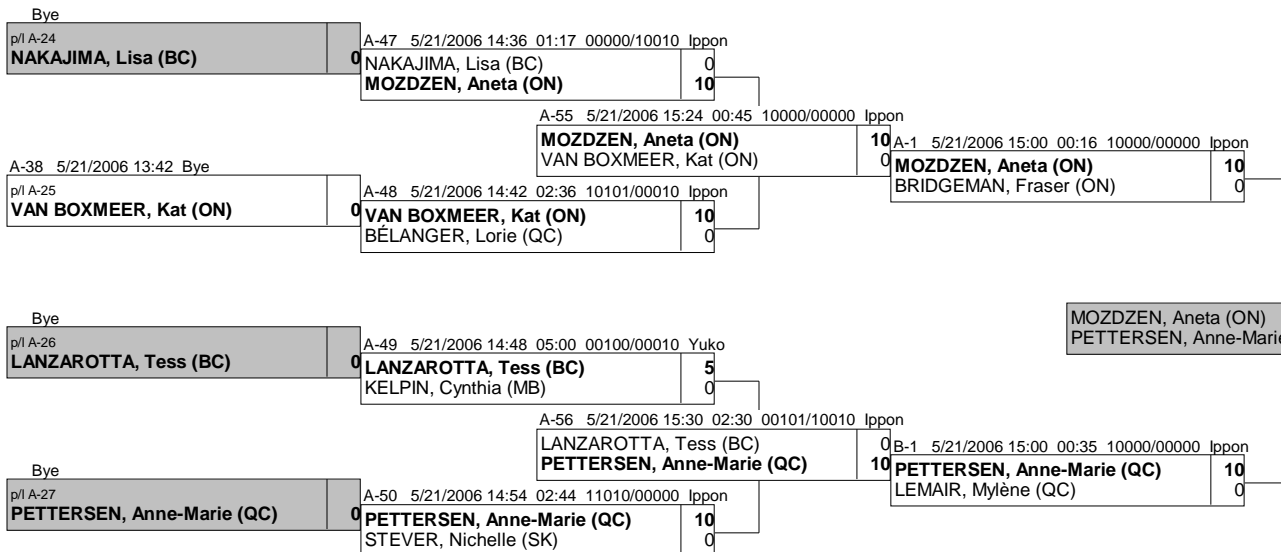 Bye
p/l A-24
NAKAJIMA, Lisa (BC) 0
A-47 5/21/2006 14:36 01:17 00000/10010 Ippon
NAKAJIMA, Lisa (BC) 0
MOZDZEN, Aneta (ON) 10
A-55 5/21/2006 15:24 00:45 10000/00000 Ippon
MOZDZEN, Aneta (ON) 10
VAN BOXMEER, Kat (ON) 0
A-1 5/21/2006 15:00 00:16 10000/00000 Ippon
MOZDZEN, Aneta (ON) 10
BRIDGEMAN, Fraser (ON) 0
A-38 5/21/2006 13:42 Bye
p/l A-25
VAN BOXMEER, Kat (ON) 0
A-48 5/21/2006 14:42 02:36 10101/00010 Ippon
VAN BOXMEER, Kat (ON) 10
BÉLANGER, Lorie (QC) 0
MOZDZEN, Aneta (ON)
PETTERSEN, Anne-Marie
Bye
p/l A-26
LANZAROTTA, Tess (BC) 0
A-49 5/21/2006 14:48 05:00 00100/00010 Yuko
LANZAROTTA, Tess (BC) 5
KELPIN, Cynthia (MB) 0
A-56 5/21/2006 15:30 02:30 00101/10010 Ippon
LANZAROTTA, Tess (BC) 0
PETTERSEN, Anne-Marie (QC) 10
B-1 5/21/2006 15:00 00:35 10000/00000 Ippon
PETTERSEN, Anne-Marie (QC) 10
LEMAIR, Mylène (QC) 0
Bye
p/l A-27
PETTERSEN, Anne-Marie (QC) 0
A-50 5/21/2006 14:54 02:44 11010/00000 Ippon
PETTERSEN, Anne-Marie (QC) 10
STEVER, Nichelle (SK) 0